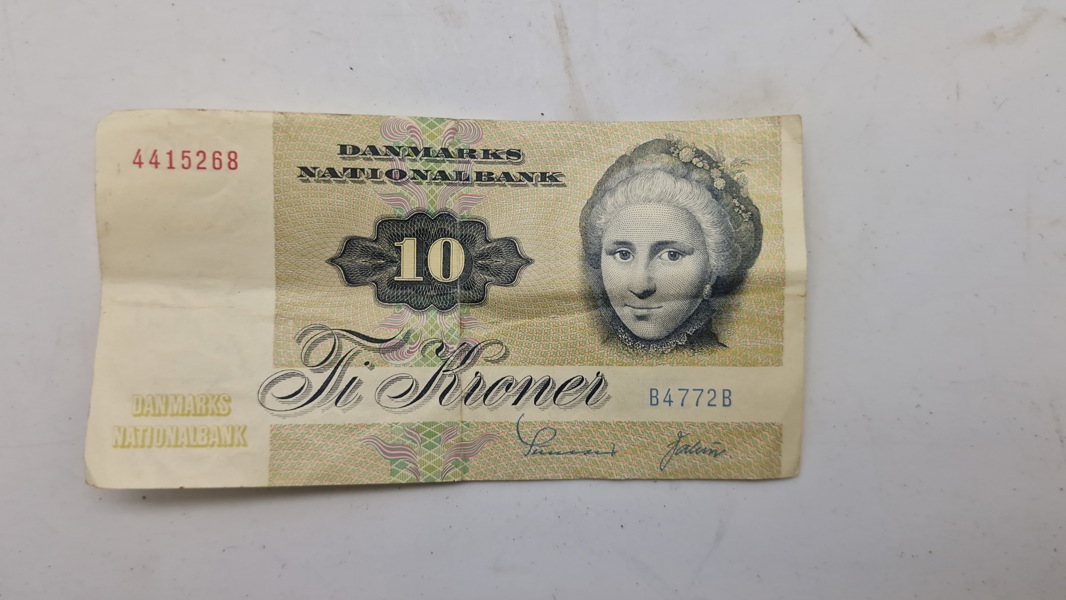 4415268
DANMARKS
NATIONALBANK
10
Ti Kroner
B4772B
DANMARKS
NATIONALBANK